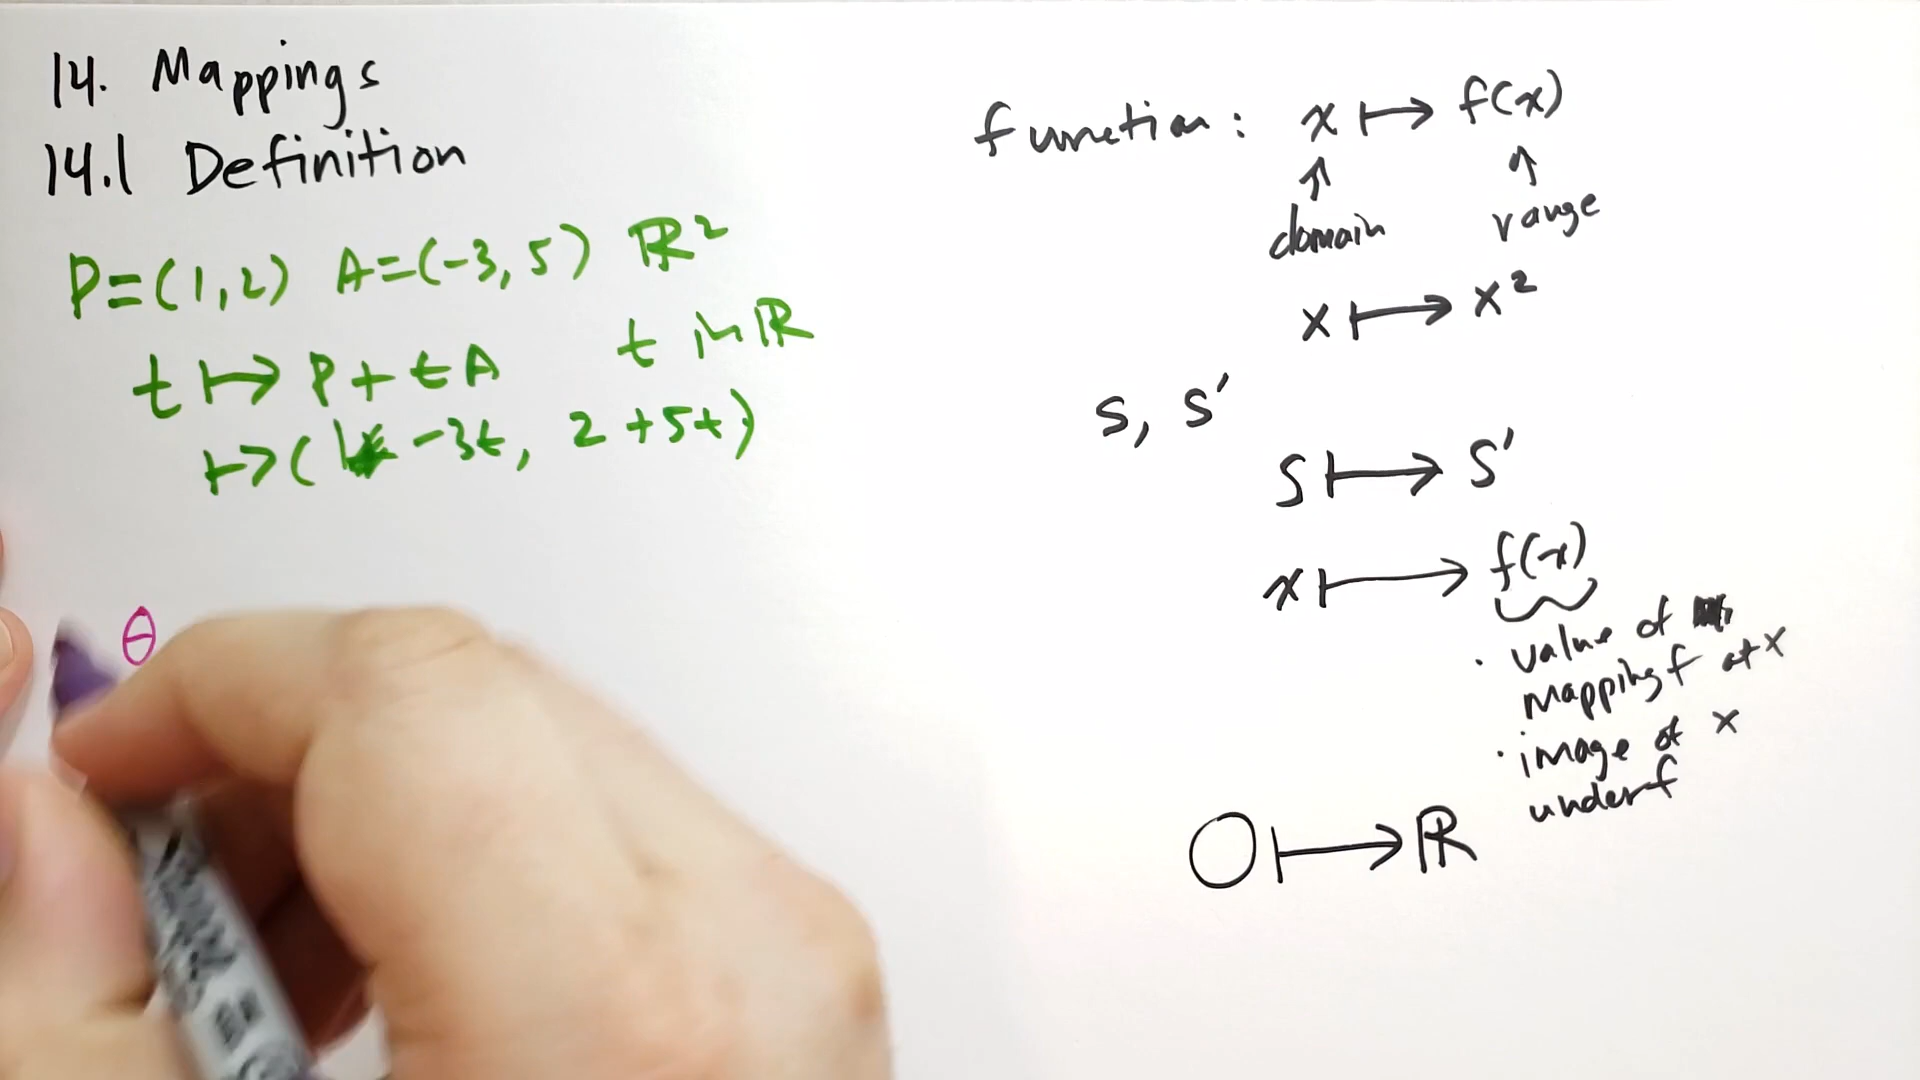 14. Mappings
14.1 Definition
P=(1,2) A=(-3,5) ℝ²
t ↦ P+tA t in ℝ
↦(1 -3t, 2+5t)
θ
function: x ↦ f(x)
↑ ↑
domain range
x ↦ x²
S, S'
S ↦ S'
x ↦ f(x)
· value of
mapping f at x
· image of x
under f
O ↦ ℝ